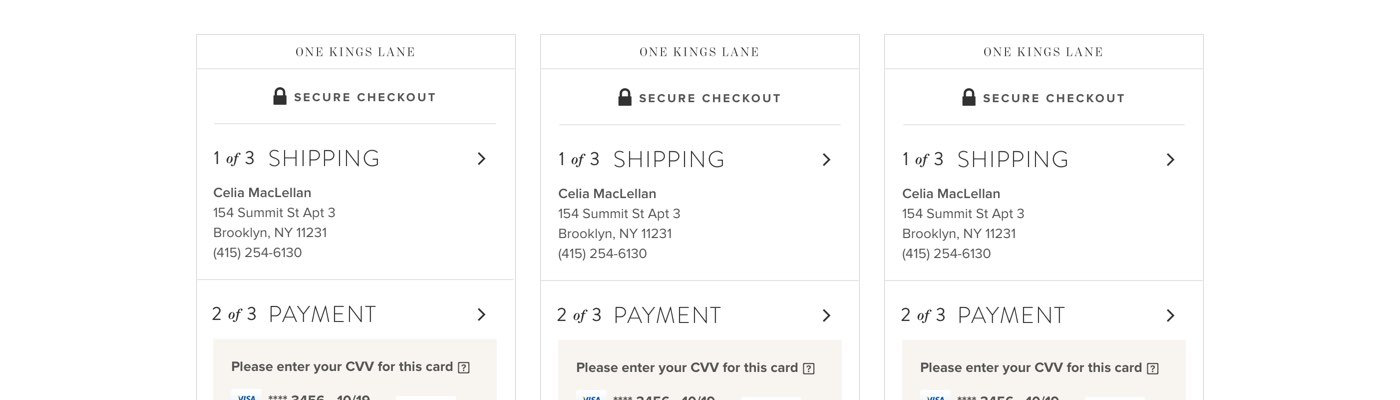 ONE KINGS LANE
SECURE CHECKOUT
1 of 3 SHIPPING
Celia MacLellan
154 Summit St Apt 3
Brooklyn, NY 11231
(415) 254-6130
2 of 3 PAYMENT
Please enter your CVV for this card ?
VISA **** 3456 10/19
ONE KINGS LANE
SECURE CHECKOUT
1 of 3 SHIPPING
Celia MacLellan
154 Summit St Apt 3
Brooklyn, NY 11231
(415) 254-6130
2 of 3 PAYMENT
Please enter your CVV for this card ?
VISA **** 3456 10/19
ONE KINGS LANE
SECURE CHECKOUT
1 of 3 SHIPPING
Celia MacLellan
154 Summit St Apt 3
Brooklyn, NY 11231
(415) 254-6130
2 of 3 PAYMENT
Please enter your CVV for this card ?
VISA **** 3456 10/19